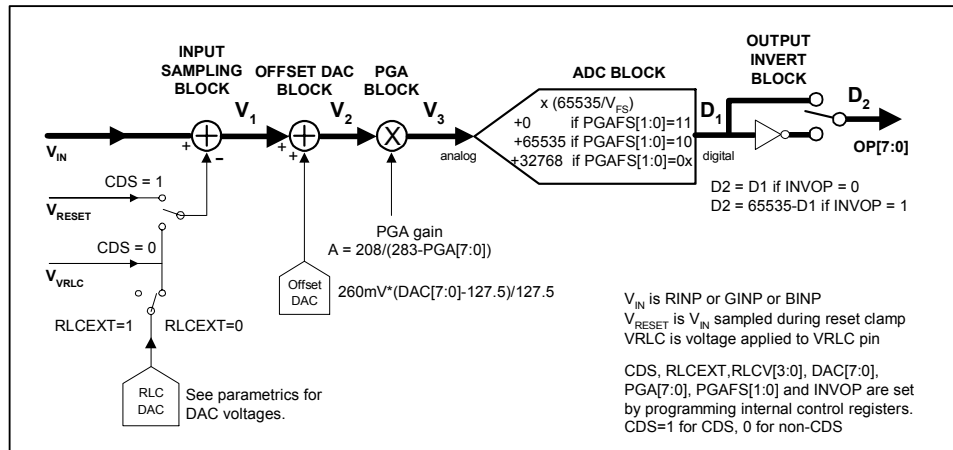 INPUT
SAMPLING
BLOCK
OFFSET DAC
BLOCK
PGA
BLOCK
ADC BLOCK
OUTPUT
INVERT
BLOCK
V1
V2
V3
x (65535/VFS)
+0 if PGAFS[1:0]=11
+65535 if PGAFS[1:0]=10
+32768 if PGAFS[1:0]=0x
D1
D2
+
–
+
+
X
VIN
analog
digital
OP[7:0]
CDS = 1
VRESET
CDS = 0
VVRLC
D2 = D1 if INVOP = 0
D2 = 65535-D1 if INVOP = 1
PGA gain
A = 208/(283-PGA[7:0])
Offset
DAC
260mV*(DAC[7:0]-127.5)/127.5
RLCEXT=1
RLCEXT=0
RLC
DAC
See parametrics for
DAC voltages.
VIN is RINP or GINP or BINP
VRESET is VIN sampled during reset clamp
VRLC is voltage applied to VRLC pin
CDS, RLCEXT,RLCV[3:0], DAC[7:0],
PGA[7:0], PGAFS[1:0] and INVOP are set
by programming internal control registers.
CDS=1 for CDS, 0 for non-CDS